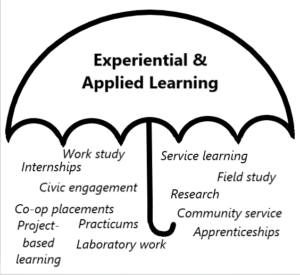 Experiential &
Applied Learning
Work study
Internships
Civic engagement
Co-op placements
Project-
based
learning
Practicums
Laboratory work
Service learning
Field study
Research
Community service
Apprenticeships